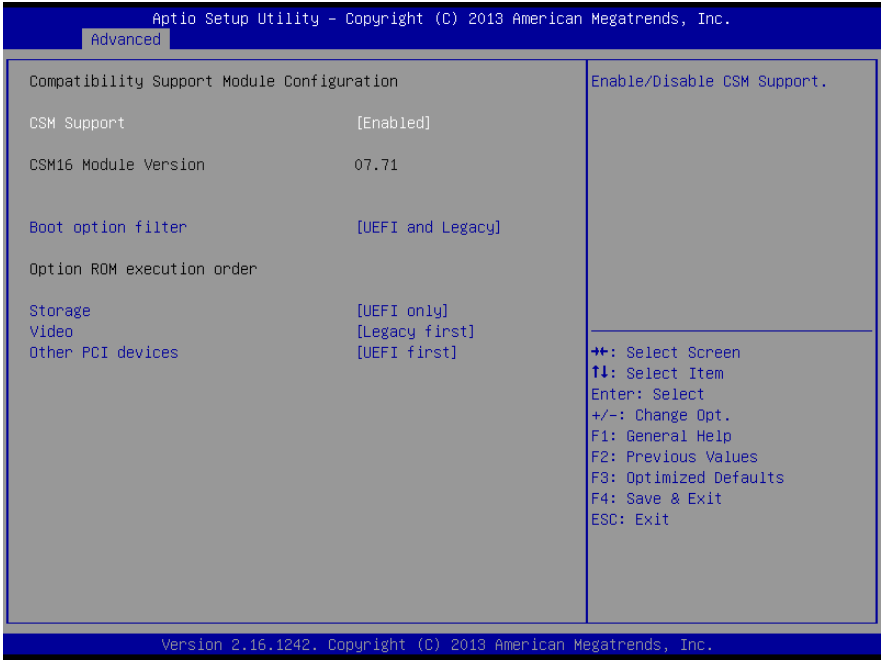 Aptio Setup Utility – Copyright (C) 2013 American Megatrends, Inc.
Advanced
Compatibility Support Module Configuration
CSM Support [Enabled]
CSM16 Module Version 07.71
Boot option filter [UEFI and Legacy]
Option ROM execution order
Storage [UEFI only]
Video [Legacy first]
Other PCI devices [UEFI first]
Enable/Disable CSM Support.
→←: Select Screen
↑↓: Select Item
Enter: Select
+/-: Change Opt.
F1: General Help
F2: Previous Values
F3: Optimized Defaults
F4: Save & Exit
ESC: Exit
Version 2.16.1242. Copyright (C) 2013 American Megatrends, Inc.